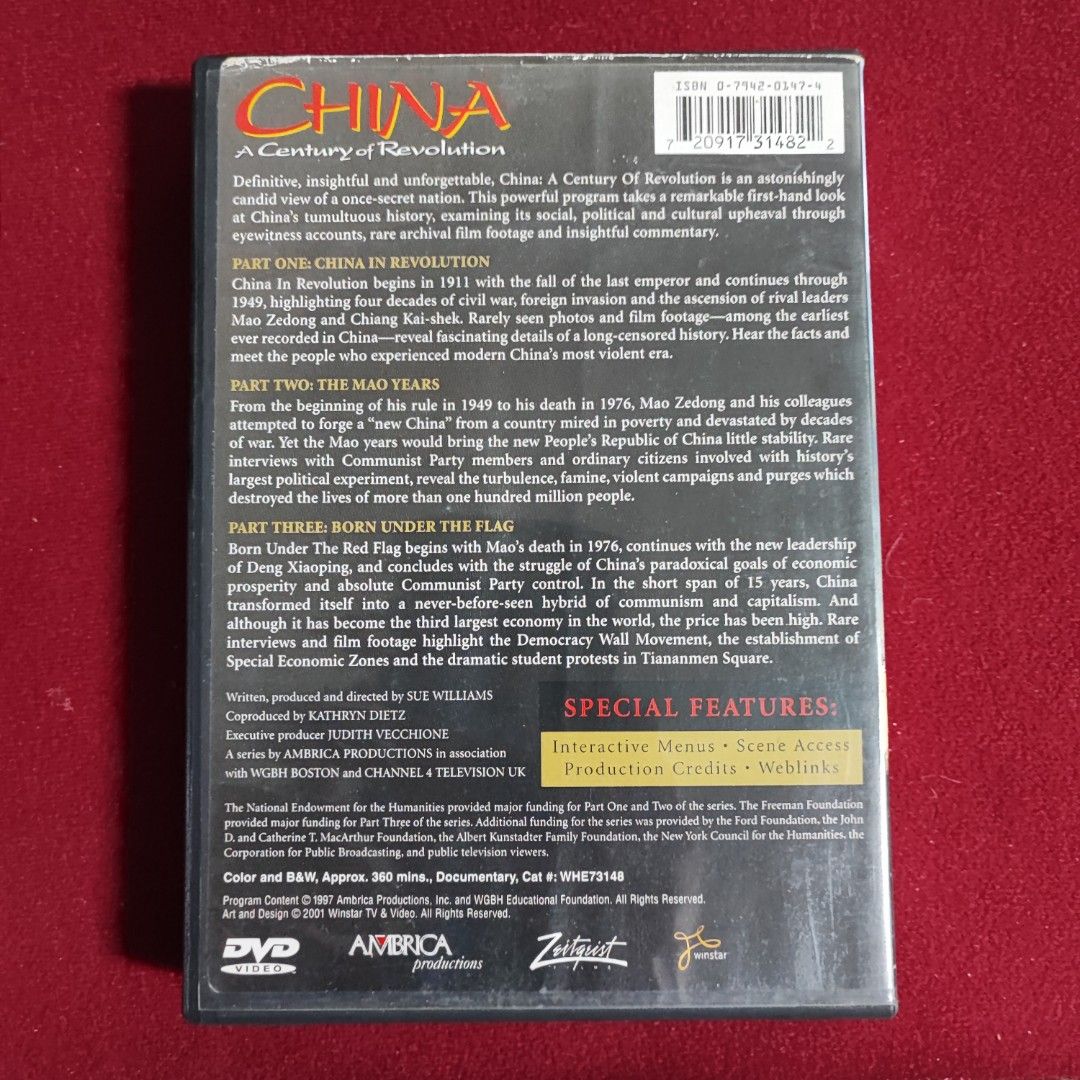 CHINA
A Century of Revolution
ISBN 0-7942-0147-4
7 20917 31482 2
Definitive, insightful and unforgettable, China: A Century Of Revolution is an astonishingly
candid view of a once-secret nation. This powerful program takes a remarkable first-hand look
at China's tumultuous history, examining its social, political and cultural upheaval through
eyewitness accounts, rare archival film footage and insightful commentary.
PART ONE: CHINA IN REVOLUTION
China In Revolution begins in 1911 with the fall of the last emperor and continues through
1949, highlighting four decades of civil war, foreign invasion and the ascension of rival leaders
Mao Zedong and Chiang Kai-shek. Rarely seen photos and film footage—among the earliest
ever recorded in China—reveal fascinating details of a long-censored history. Hear the facts and
meet the people who experienced modern China's most violent era.
PART TWO: THE MAO YEARS
From the beginning of his rule in 1949 to his death in 1976, Mao Zedong and his colleagues
attempted to forge a "new China" from a country mired in poverty and devastated by decades
of war. Yet the Mao years would bring the new People's Republic of China little stability. Rare
interviews with Communist Party members and ordinary citizens involved with history's
largest political experiment, reveal the turbulence, famine, violent campaigns and purges which
destroyed the lives of more than one hundred million people.
PART THREE: BORN UNDER THE FLAG
Born Under The Red Flag begins with Mao's death in 1976, continues with the new leadership
of Deng Xiaoping, and concludes with the struggle of China's paradoxical goals of economic
prosperity and absolute Communist Party control. In the short span of 15 years, China
transformed itself into a never-before-seen hybrid of communism and capitalism. And
although it has become the third largest economy in the world, the price has been high. Rare
interviews and film footage highlight the Democracy Wall Movement, the establishment of
Special Economic Zones and the dramatic student protests in Tiananmen Square.
Written, produced and directed by SUE WILLIAMS
Coproduced by KATHRYN DIETZ
Executive producer JUDITH VECCHIONE
A series by AMBRICA PRODUCTIONS in association
with WGBH BOSTON and CHANNEL 4 TELEVISION UK
SPECIAL FEATURES:
Interactive Menus • Scene Access
Production Credits • Weblinks
The National Endowment for the Humanities provided major funding for Part One and Two of the series. The Freeman Foundation
provided major funding for Part Three of the series. Additional funding for the series was provided by the Ford Foundation, the John
D. and Catherine T. MacArthur Foundation, the Albert Kunstadter Family Foundation, the New York Council for the Humanities, the
Corporation for Public Broadcasting, and public television viewers.
Color and B&W, Approx. 360 mins., Documentary, Cat #: WHE73148
Program Content © 1997 Ambrica Productions, Inc. and WGBH Educational Foundation. All Rights Reserved.
Art and Design © 2001 Winstar TV & Video. All Rights Reserved.
DVD
VIDEO
AMBRICA
productions
Zeitgeist
FILMS
winstar